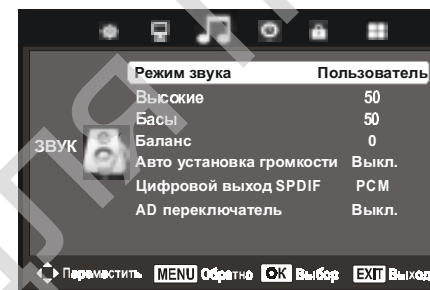 Режим звука Пользователь
Высокие 50
Басы 50
ЗВУК
Баланс 0
Авто установка громкости Выкл.
Цифровой выход SPDIF PCM
AD переключатель Выкл.
Переместить MENU Обратно OK Выбор EXIT Выход